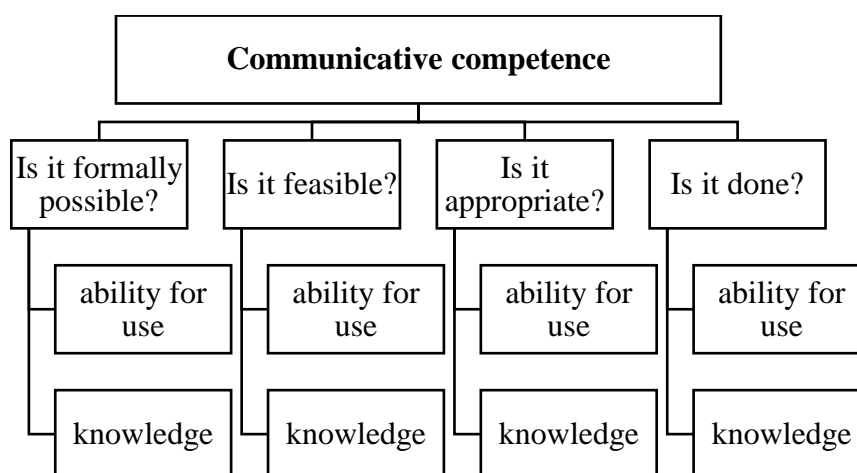 Communicative competence
Is it formally
possible?
Is it feasible?
Is it
appropriate?
Is it done?
ability for
use
ability for
use
ability for
use
ability for
use
knowledge
knowledge
knowledge
knowledge